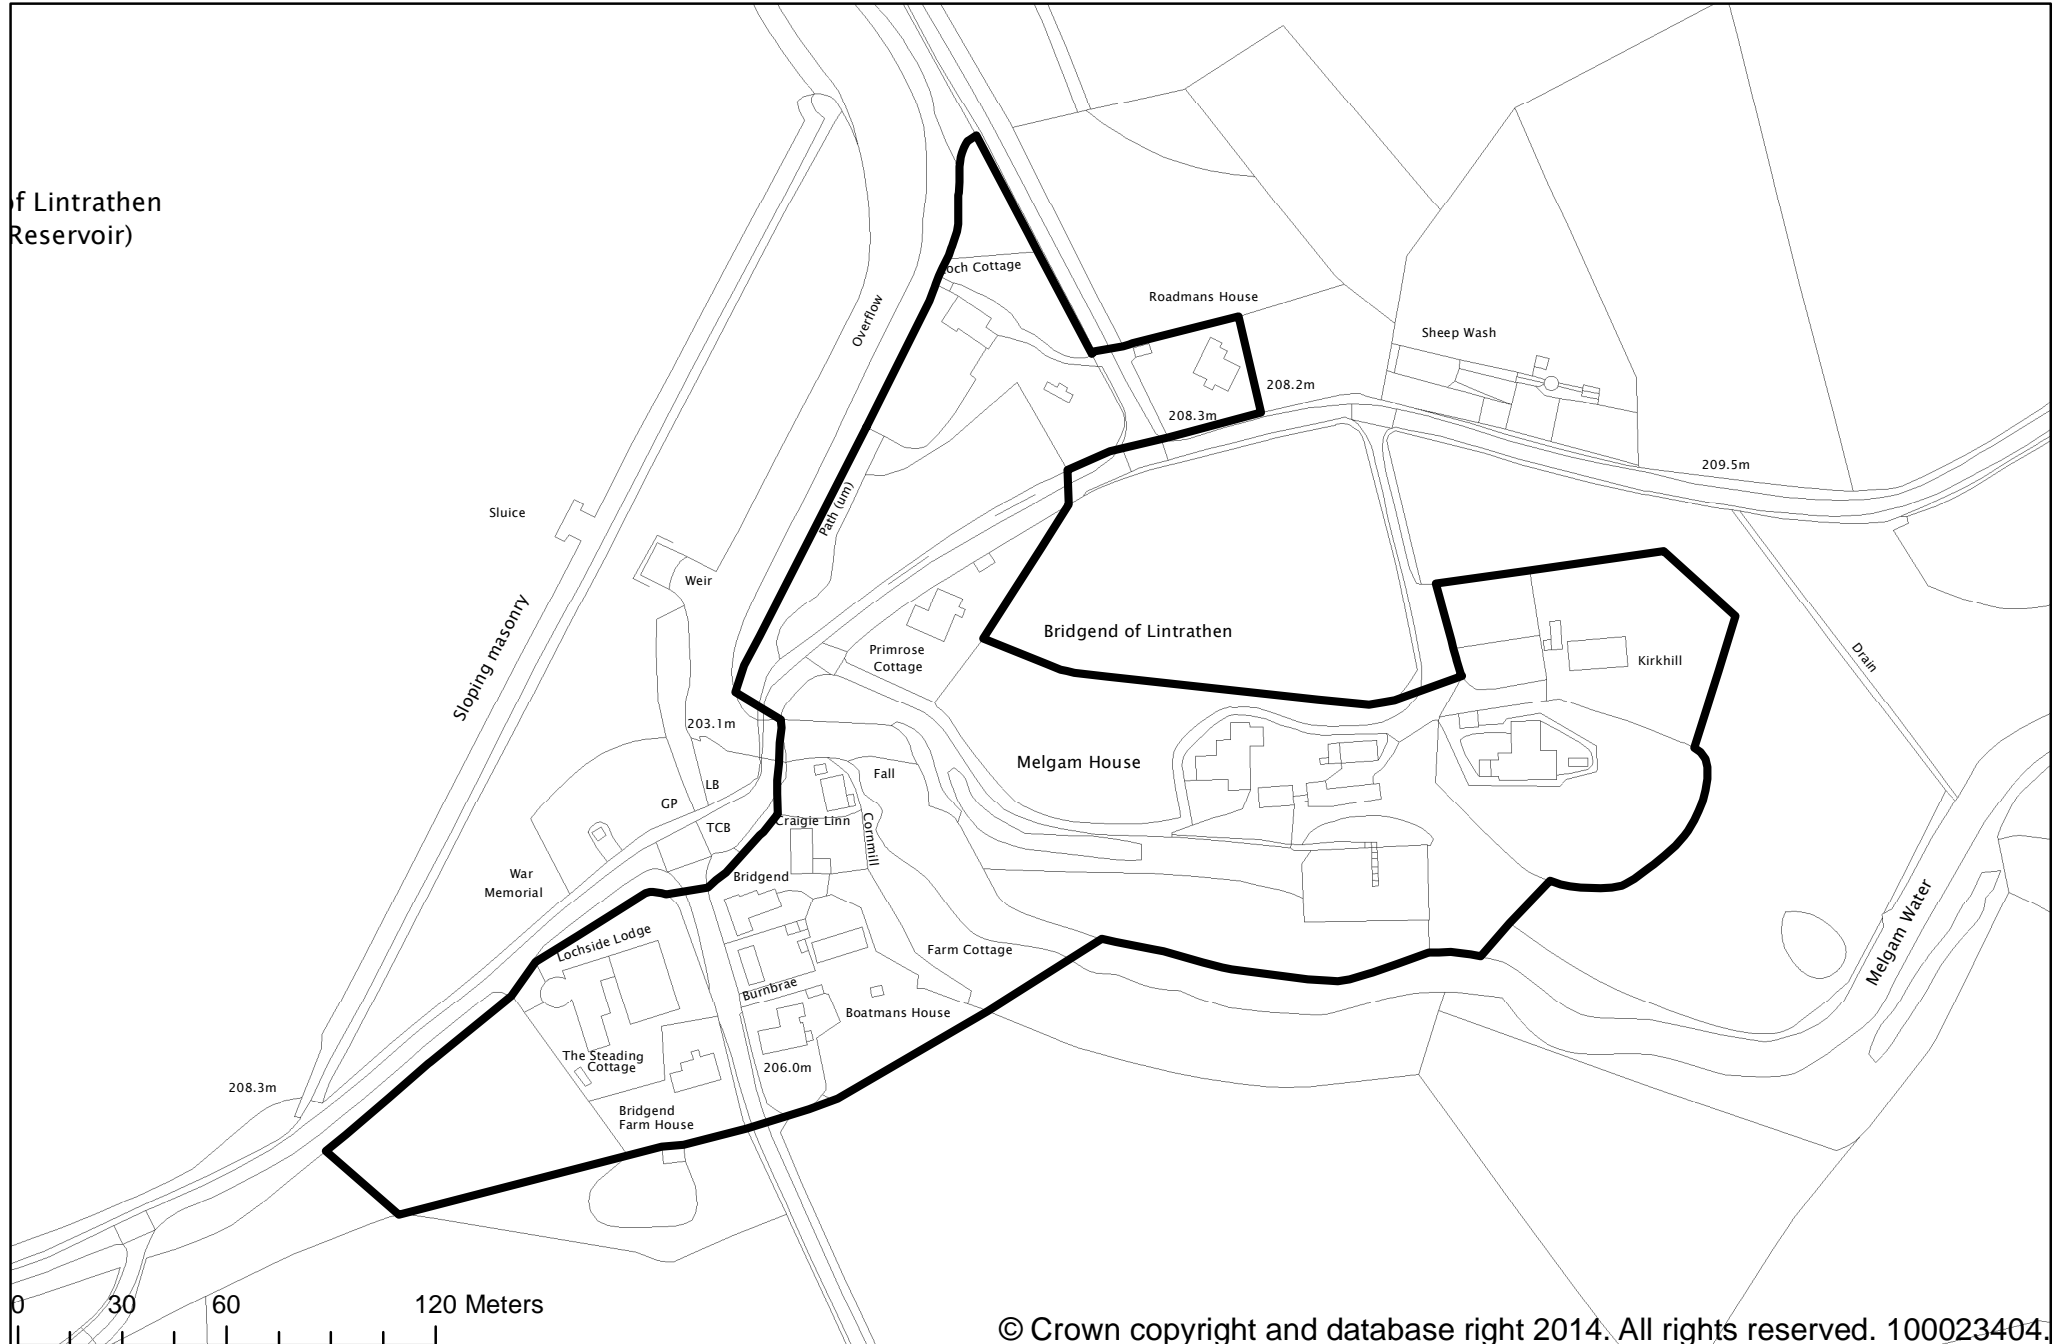 of Lintrathen
Reservoir)
Loch Cottage
Roadmans House
Overflow
Sheep Wash
208.2m
208.3m
209.5m
Path (um)
Sluice
Weir
Sloping masonry
Bridgend of Lintrathen
Primrose
Cottage
Kirkhill
Drain
203.1m
Melgam House
Fall
LB
GP
TCB
Craigie Linn
Cornmill
War
Memorial
Bridgend
Melgam Water
Lochside Lodge
Farm Cottage
Burnbrae
Boatmans House
The Steading
Cottage
206.0m
208.3m
Bridgend
Farm House
0 30 60 120 Meters
© Crown copyright and database right 2014. All rights reserved. 100023404.